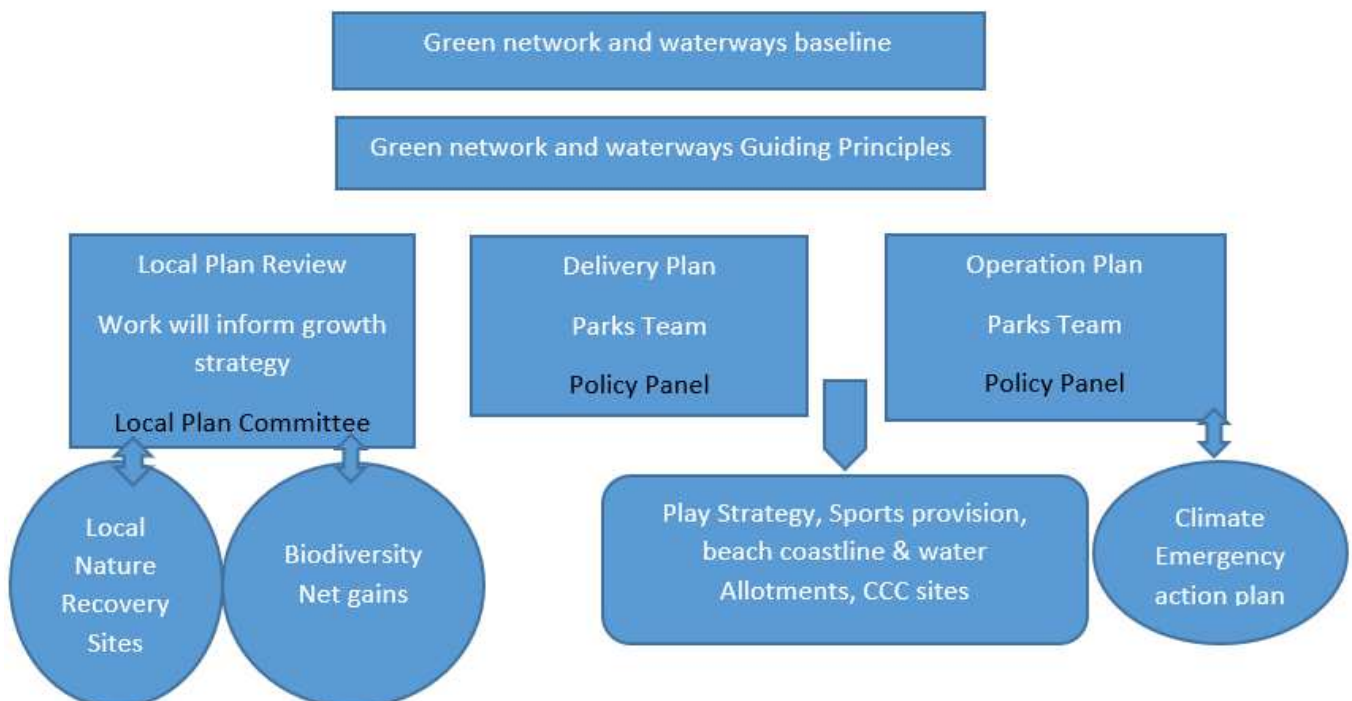 Green network and waterways baseline
Green network and waterways Guiding Principles
Local Plan Review
Work will inform growth
strategy
Local Plan Committee
Delivery Plan
Parks Team
Policy Panel
Operation Plan
Parks Team
Policy Panel
Local
Nature
Recovery
Sites
Biodiversity
Net gains
Play Strategy, Sports provision,
beach coastline & water
Allotments, CCC sites
Climate
Emergency
action plan